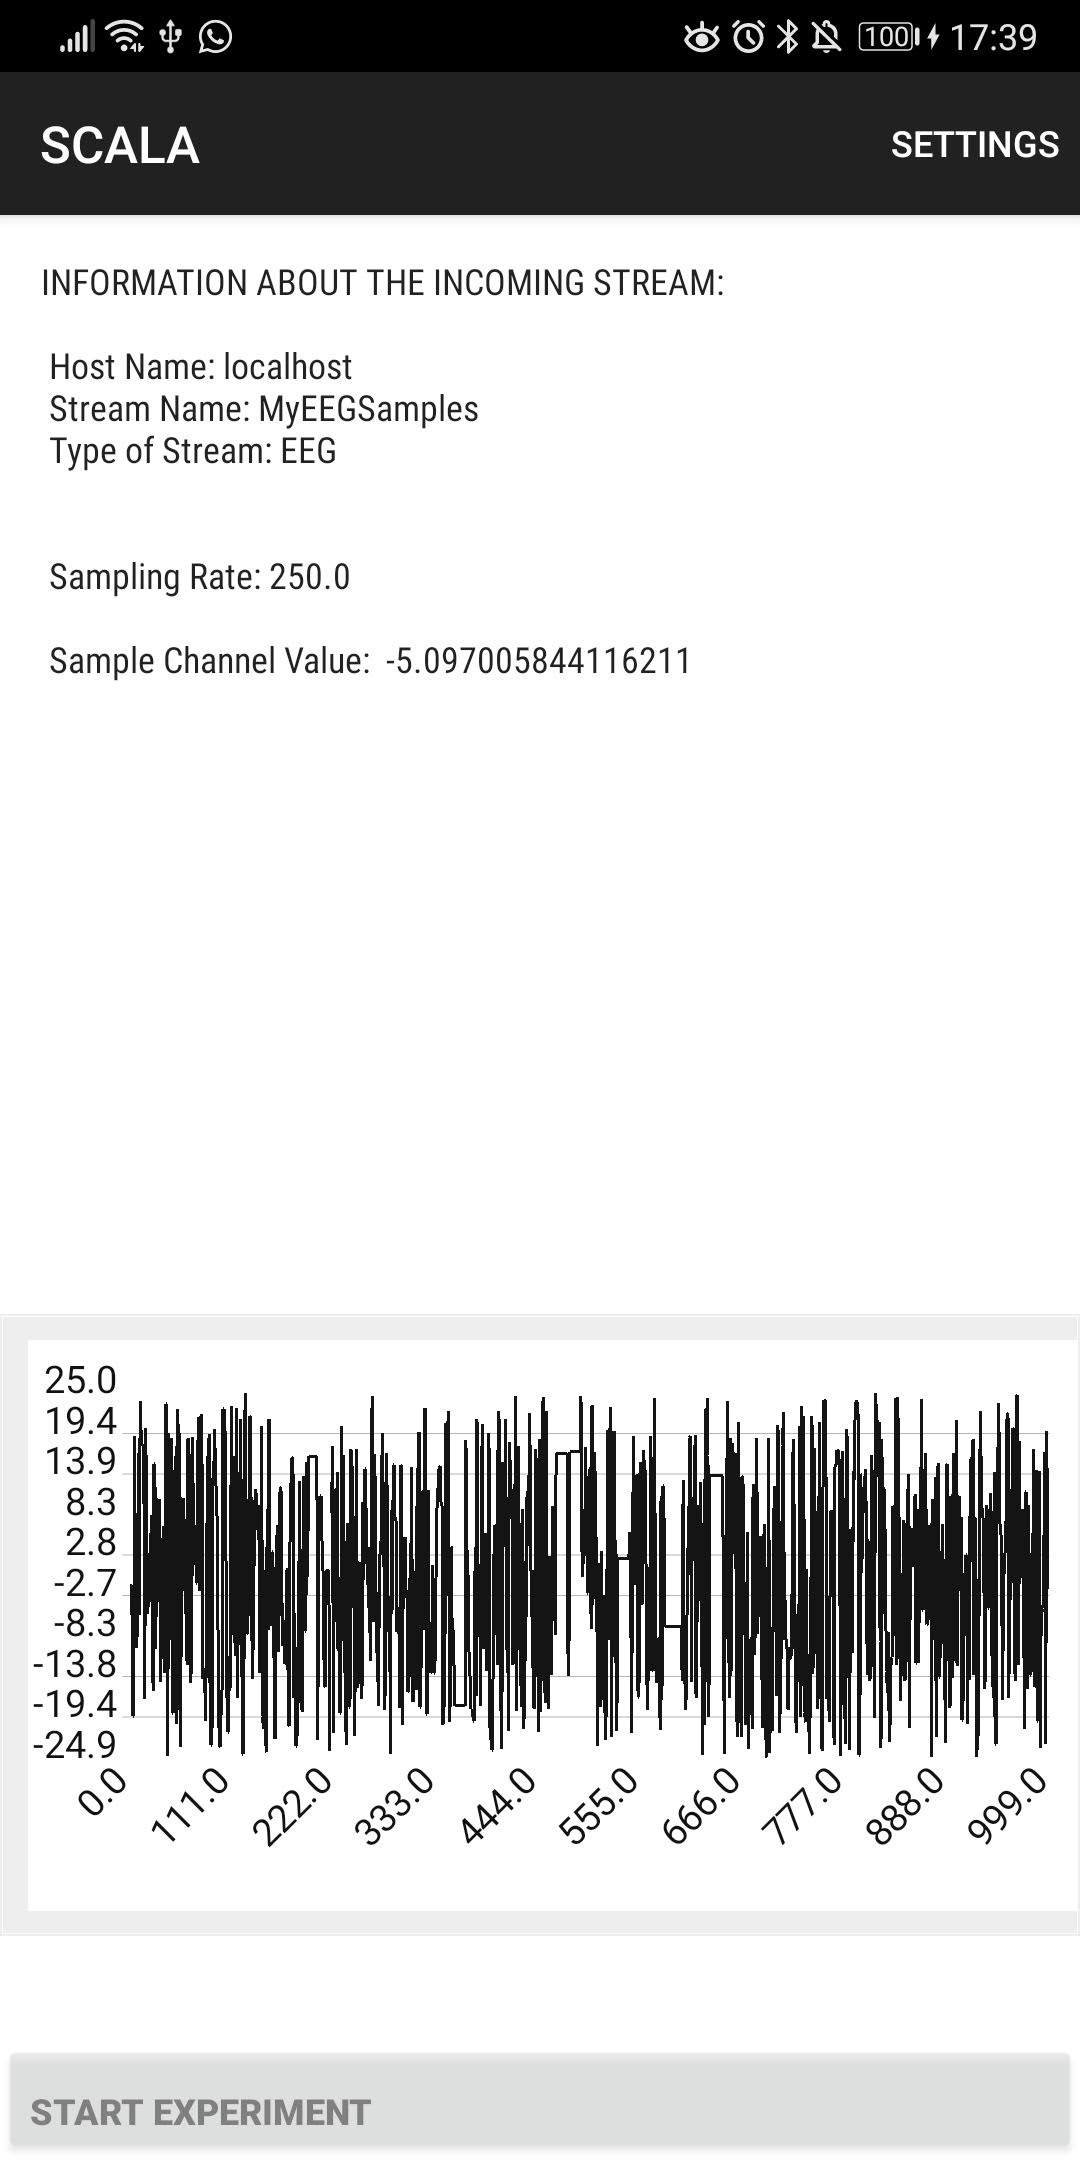 100 17:39
SCALA SETTINGS
INFORMATION ABOUT THE INCOMING STREAM:
Host Name: localhost
Stream Name: MyEEGSamples
Type of Stream: EEG
Sampling Rate: 250.0
Sample Channel Value: -5.097005844116211
25.0
19.4
13.9
8.3
2.8
-2.7
-8.3
-13.8
-19.4
-24.9
0.0 111.0 222.0 333.0 444.0 555.0 666.0 777.0 888.0 999.0
START EXPERIMENT